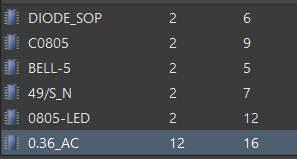 DIODE_SOP 2 6
C0805 2 9
BELL-5 2 5
49/S_N 2 7
0805-LED 2 12
0.36_AC 12 16